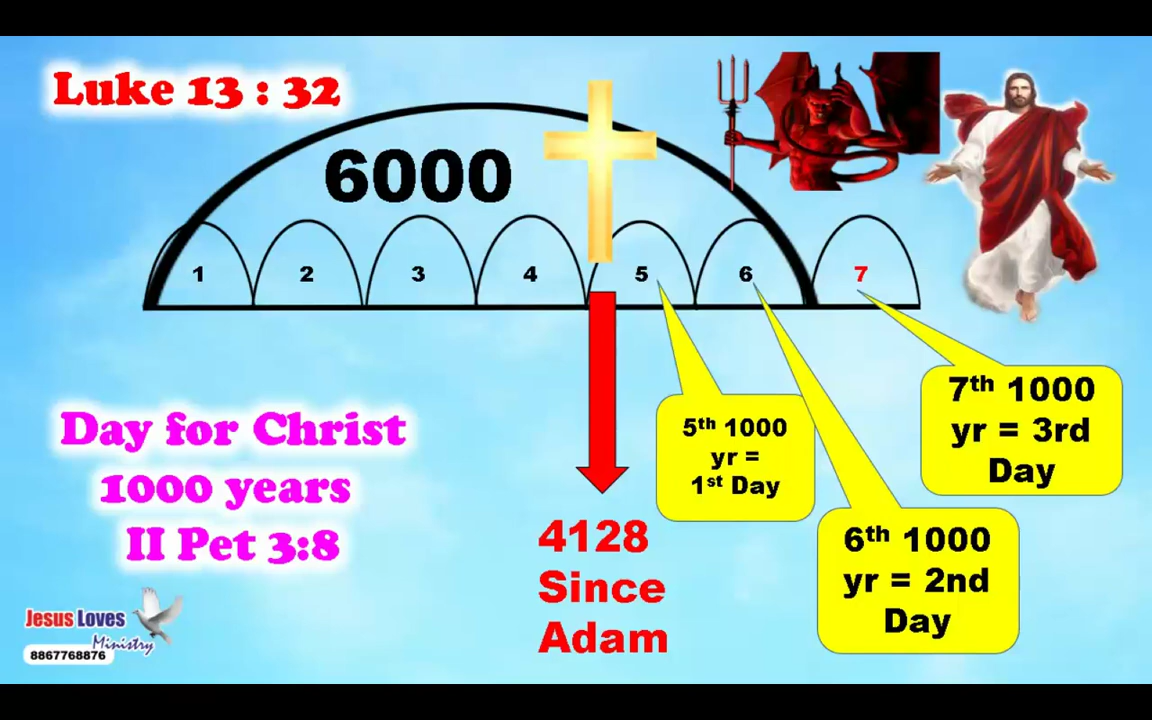 Luke 13 : 32
6000
1 2 3 4 5 6 7
7th 1000
yr = 3rd
Day
5th 1000
yr =
1st Day
Day for Christ
1000 years
II Pet 3:8
4128
Since
Adam
6th 1000
yr = 2nd
Day
Jesus Loves
Ministry
8867768876